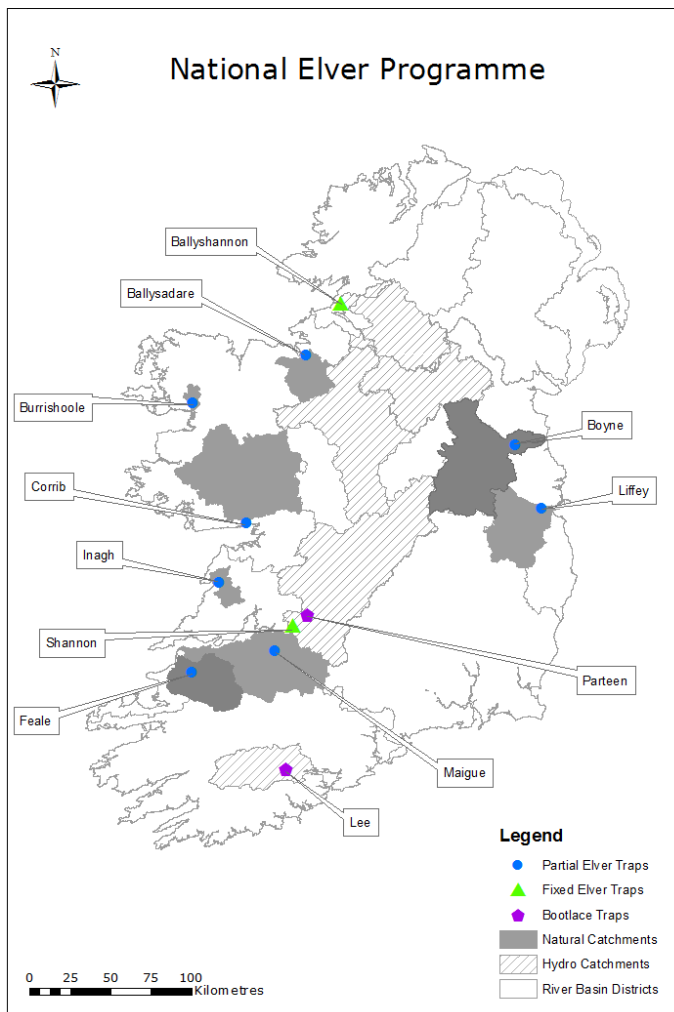 N
National Elver Programme
Ballyshannon
Ballysadare
Burrishoole
Boyne
Corrib
Liffey
Inagh
Shannon
Parteen
Feale
Maigue
Lee
Legend
Partial Elver Traps
Fixed Elver Traps
Bootlace Traps
Natural Catchments
Hydro Catchments
River Basin Districts
0 25 50 75 100
Kilometres